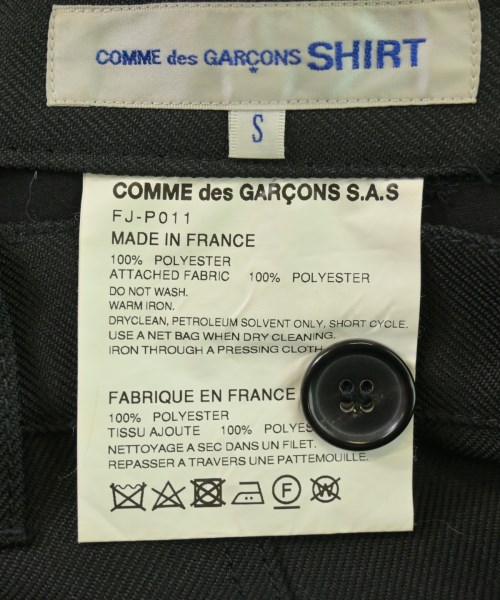 COMME des GARÇONS SHIRT
S
COMME des GARÇONS S.A.S
FJ-P011
MADE IN FRANCE
100% POLYESTER
ATTACHED FABRIC 100% POLYESTER
DO NOT WASH.
WARM IRON.
DRYCLEAN, PETROLEUM SOLVENT ONLY, SHORT CYCLE.
USE A NET BAG WHEN DRY CLEANING.
IRON THROUGH A PRESSING CLOTH
FABRIQUE EN FRANCE
100% POLYESTER
TISSU AJOUTE 100%
NETTOYAGE A SEC DANS UN FILET.
REPASSER A TRAVERS UNE PATTEMOUILLE.
F W